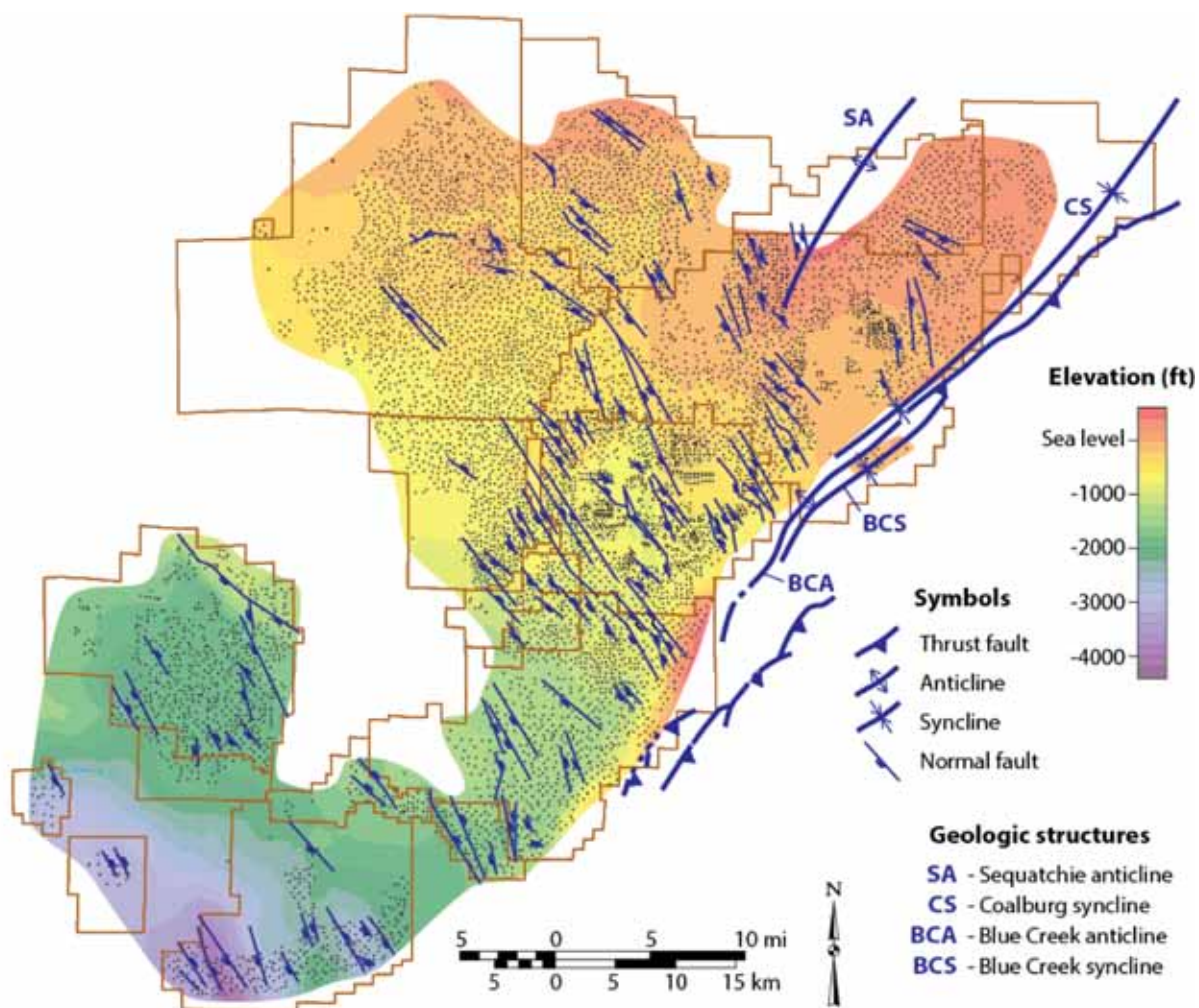 SA
CS
Elevation (ft)
Sea level
-1000
-2000
-3000
-4000
BCS
BCA
Symbols
Thrust fault
Anticline
Syncline
Normal fault
Geologic structures
SA - Sequatchie anticline
CS - Coalburg syncline
BCA - Blue Creek anticline
BCS - Blue Creek syncline
N
5 0 5 10 mi
5 0 5 10 15 km